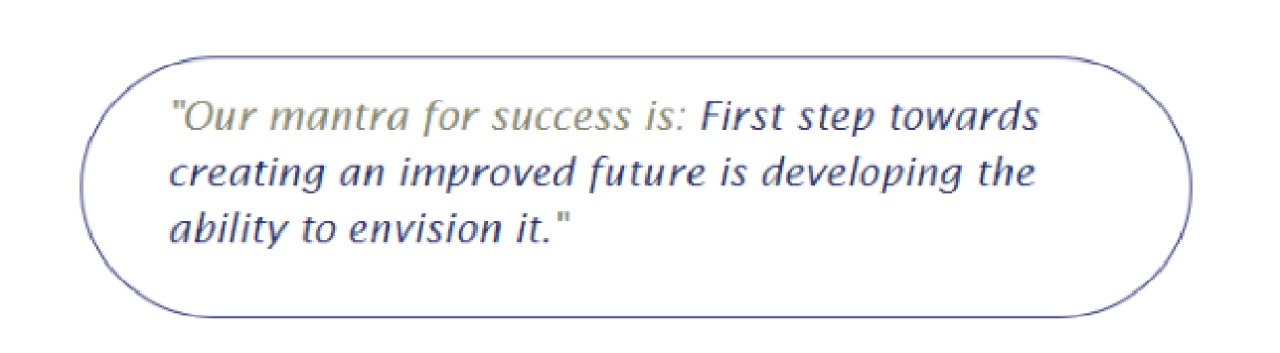 "Our mantra for success is: First step towards
creating an improved future is developing the
ability to envision it."